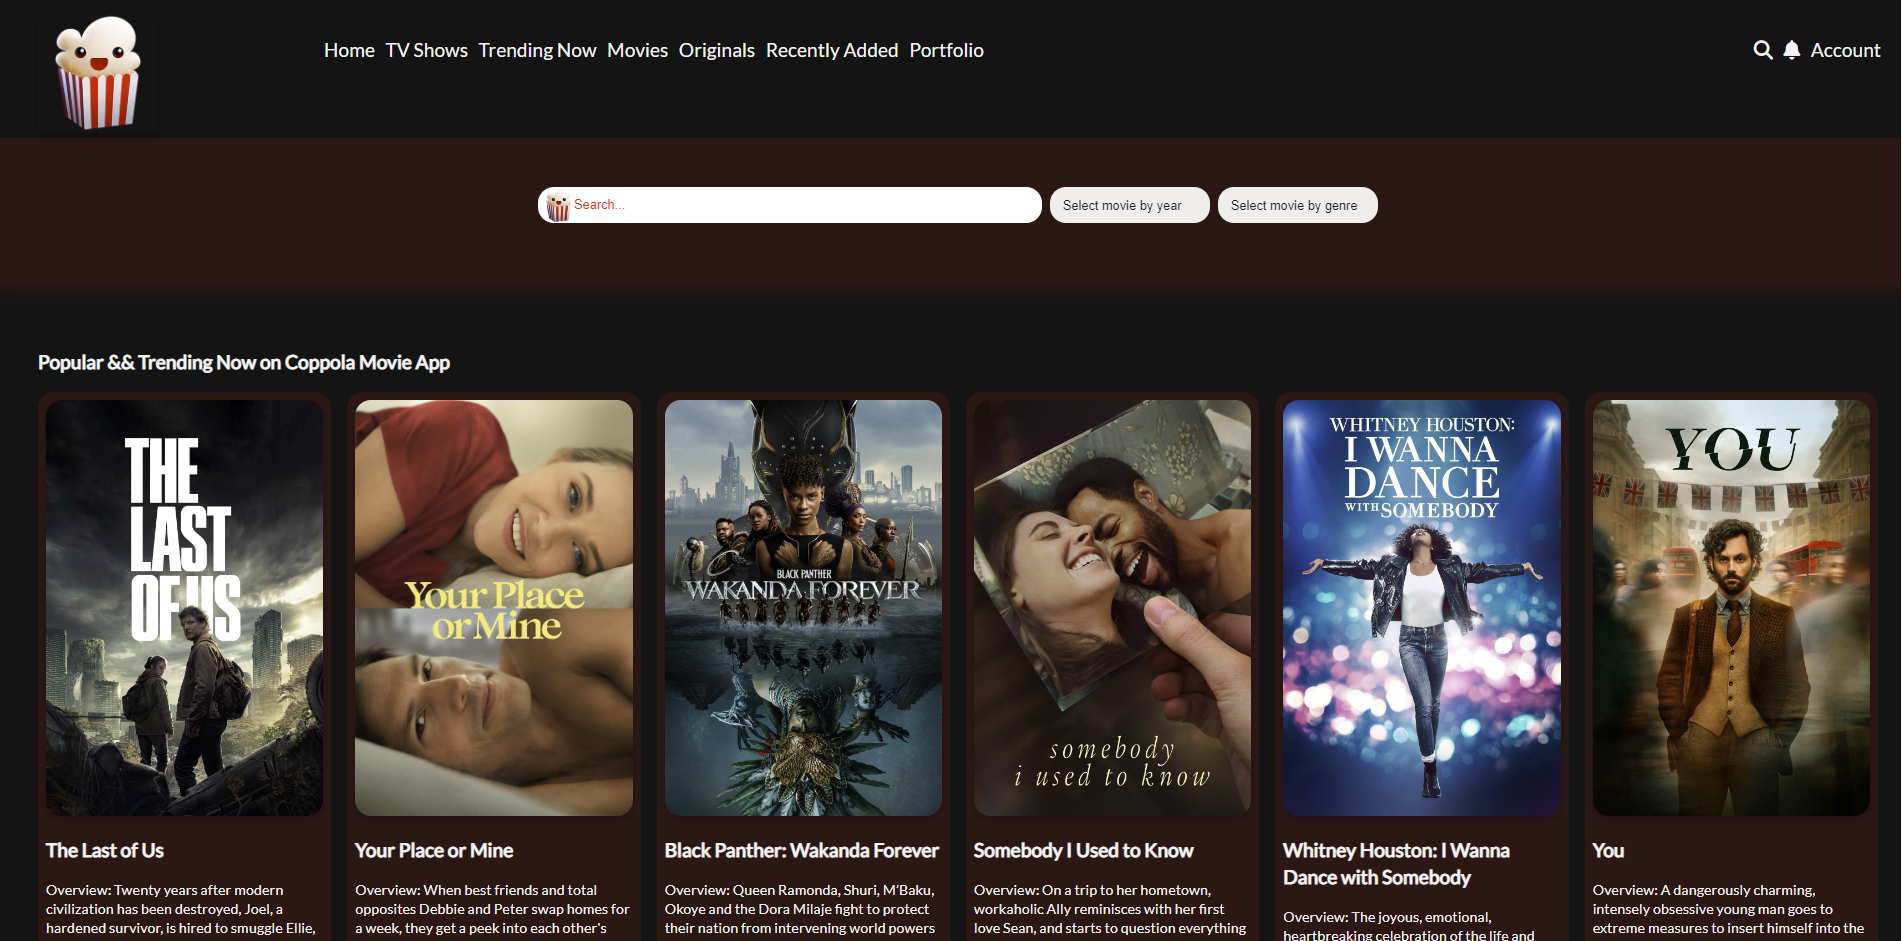 Home TV Shows Trending Now Movies Originals Recently Added Portfolio
Account
Search...
Select movie by year
Select movie by genre
Popular && Trending Now on Coppola Movie App
THE
LAST
OF US
The Last of Us
Overview: Twenty years after modern
civilization has been destroyed, Joel, a
hardened survivor, is hired to smuggle Ellie,
Your Place
or Mine
Your Place or Mine
Overview: When best friends and total
opposites Debbie and Peter swap homes for
a week, they get a peek into each other's
BLACK PANTHER
WAKANDA FOREVER
Black Panther: Wakanda Forever
Overview: Queen Ramonda, Shuri, M’Baku,
Okoye and the Dora Milaje fight to protect
their nation from intervening world powers
somebody
i used to know
Somebody I Used to Know
Overview: On a trip to her hometown,
workaholic Ally reminisces with her first
love Sean, and starts to question everything
WHITNEY HOUSTON:
I WANNA
DANCE
WITH SOMEBODY
Whitney Houston: I Wanna
Dance with Somebody
Overview: The joyous, emotional,
heartbreaking celebration of the life and
YOU
You
Overview: A dangerously charming,
intensely obsessive young man goes to
extreme measures to insert himself into the